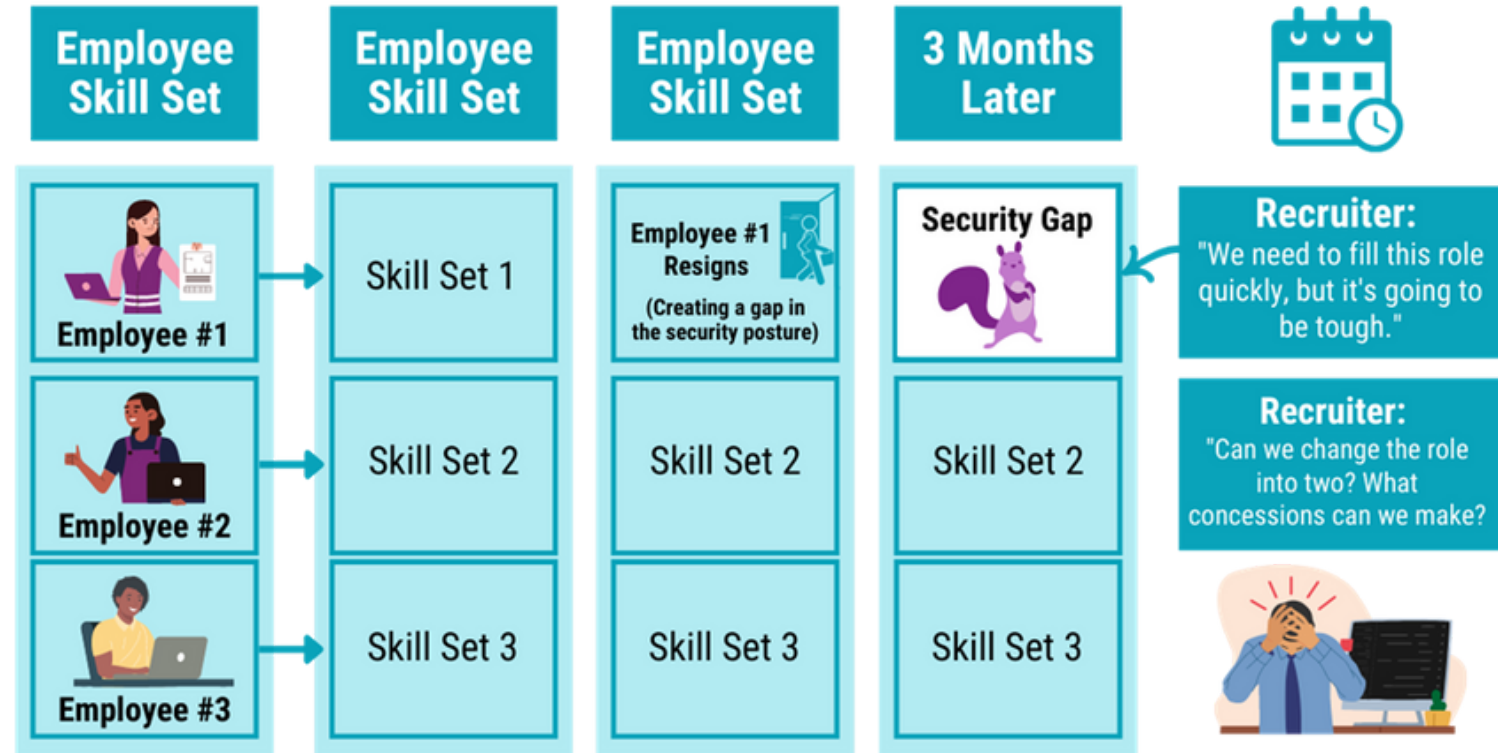 Employee
Skill Set
Employee
Skill Set
Employee
Skill Set
3 Months
Later
Employee #1
Skill Set 1
Employee #1
Resigns
(Creating a gap in
the security posture)
Security Gap
Recruiter:
"We need to fill this role
quickly, but it's going to
be tough."
Employee #2
Skill Set 2
Skill Set 2
Skill Set 2
Recruiter:
"Can we change the role
into two? What
concessions can we make?
Employee #3
Skill Set 3
Skill Set 3
Skill Set 3